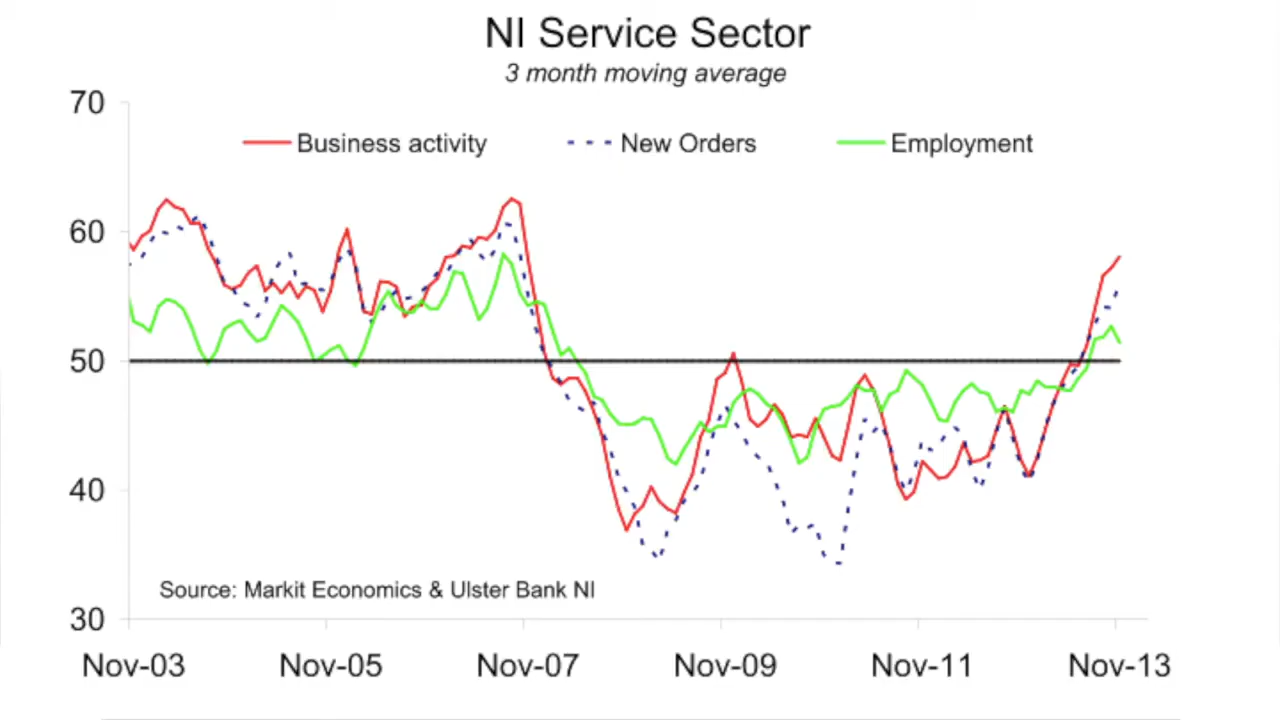 NI Service Sector
3 month moving average
70
Business activity New Orders Employment
60
50
40
Source: Markit Economics & Ulster Bank NI
30
Nov-03 Nov-05 Nov-07 Nov-09 Nov-11 Nov-13